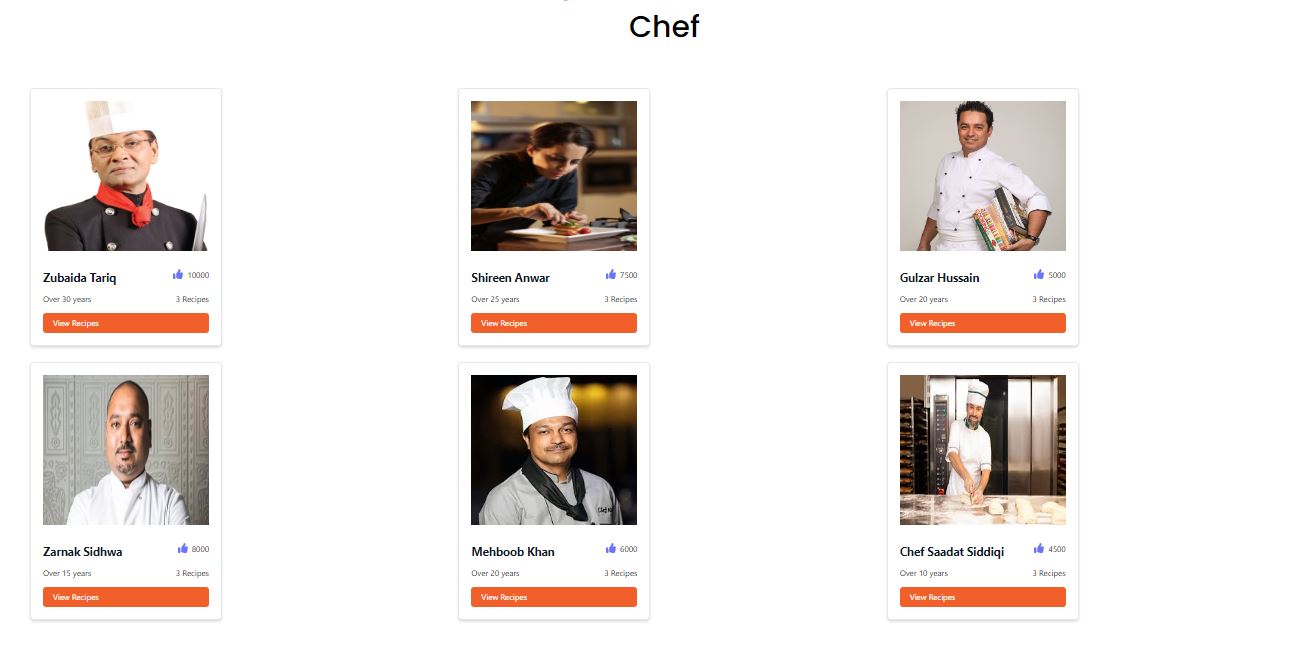 Chef
Zubaida Tariq 10000
Over 30 years 3 Recipes
View Recipes
Shireen Anwar 7500
Over 25 years 3 Recipes
View Recipes
Gulzar Hussain 5000
Over 20 years 3 Recipes
View Recipes
Zarnak Sidhwa 8000
Over 15 years 3 Recipes
View Recipes
Mehboob Khan 6000
Over 20 years 3 Recipes
View Recipes
Chef Saadat Siddiqi 4500
Over 10 years 3 Recipes
View Recipes